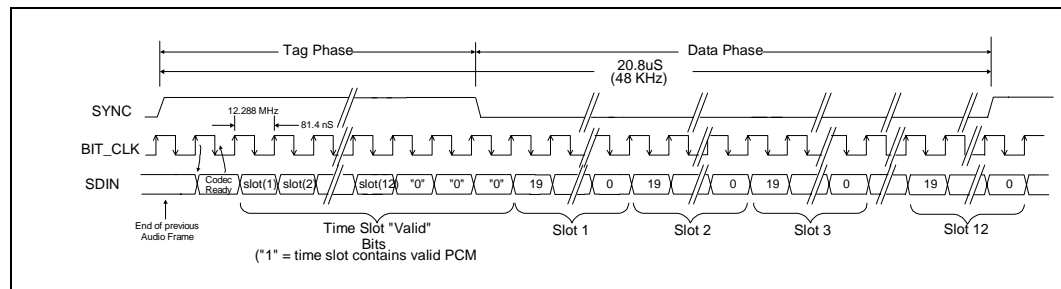 Tag Phase
Data Phase
20.8uS
(48 KHz)
SYNC
12.288 MHz
81.4 nS
BIT_CLK
SDIN
Codec
Ready
slot(1)
slot(2)
slot(12)
"0"
"0"
"0"
19
0
19
0
19
0
19
0
End of previous
Audio Frame
Time Slot "Valid"
Bits
("1" = time slot contains valid PCM
Slot 1
Slot 2
Slot 3
Slot 12